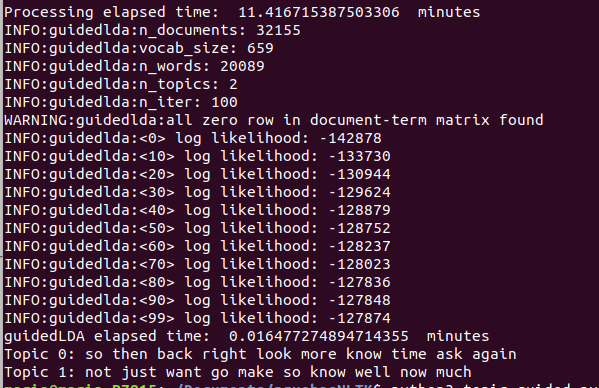 Processing elapsed time:  11.416715387503306  minutes
INFO:guidedlda:n_documents: 32155
INFO:guidedlda:vocab_size: 659
INFO:guidedlda:n_words: 20089
INFO:guidedlda:n_topics: 2
INFO:guidedlda:n_iter: 100
WARNING:guidedlda:all zero row in document-term matrix found
INFO:guidedlda:<0> log likelihood: -142878
INFO:guidedlda:<10> log likelihood: -133730
INFO:guidedlda:<20> log likelihood: -130944
INFO:guidedlda:<30> log likelihood: -129624
INFO:guidedlda:<40> log likelihood: -128879
INFO:guidedlda:<50> log likelihood: -128752
INFO:guidedlda:<60> log likelihood: -128237
INFO:guidedlda:<70> log likelihood: -128023
INFO:guidedlda:<80> log likelihood: -127836
INFO:guidedlda:<90> log likelihood: -127848
INFO:guidedlda:<99> log likelihood: -127874
guidedLDA elapsed time:  0.016477274894714355  minutes
Topic 0: so then back right look more know time ask again
Topic 1: not just want go make so know well now much